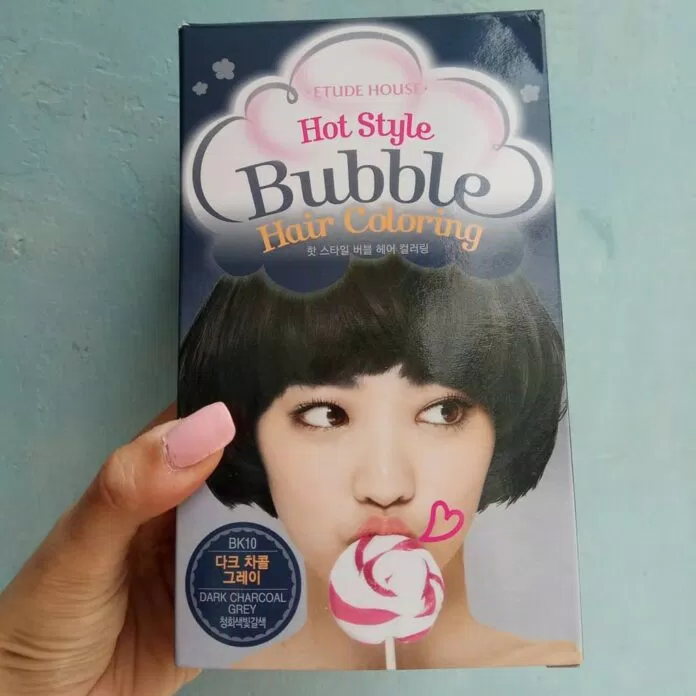 ETUDE HOUSE
Hot Style
Bubble
Hair Coloring
핫 스타일 버블 헤어 컬러링
BK10
다크 차콜
그레이
DARK CHARCOAL
GREY
청회색빛갈색